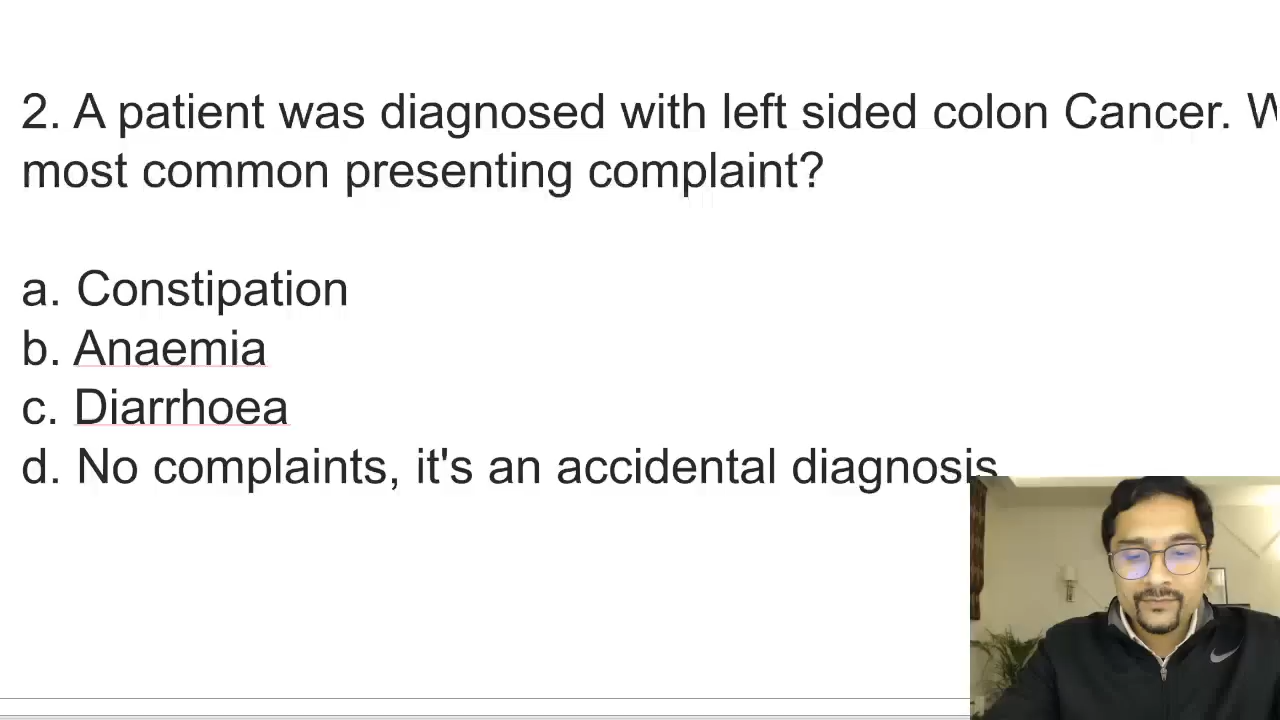 2. A patient was diagnosed with left sided colon Cancer.
most common presenting complaint?
a. Constipation
b. Anaemia
c. Diarrhoea
d. No complaints, it's an accidental diagnosis